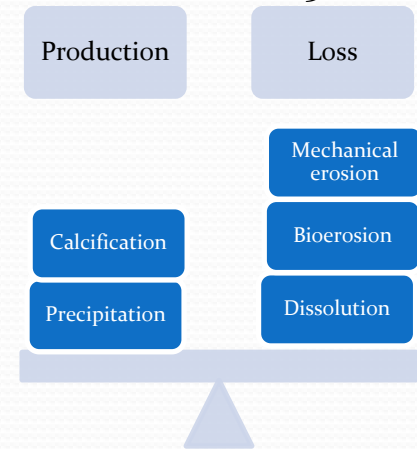 Production
Loss
Mechanical
erosion
Calcification
Bioerosion
Precipitation
Dissolution